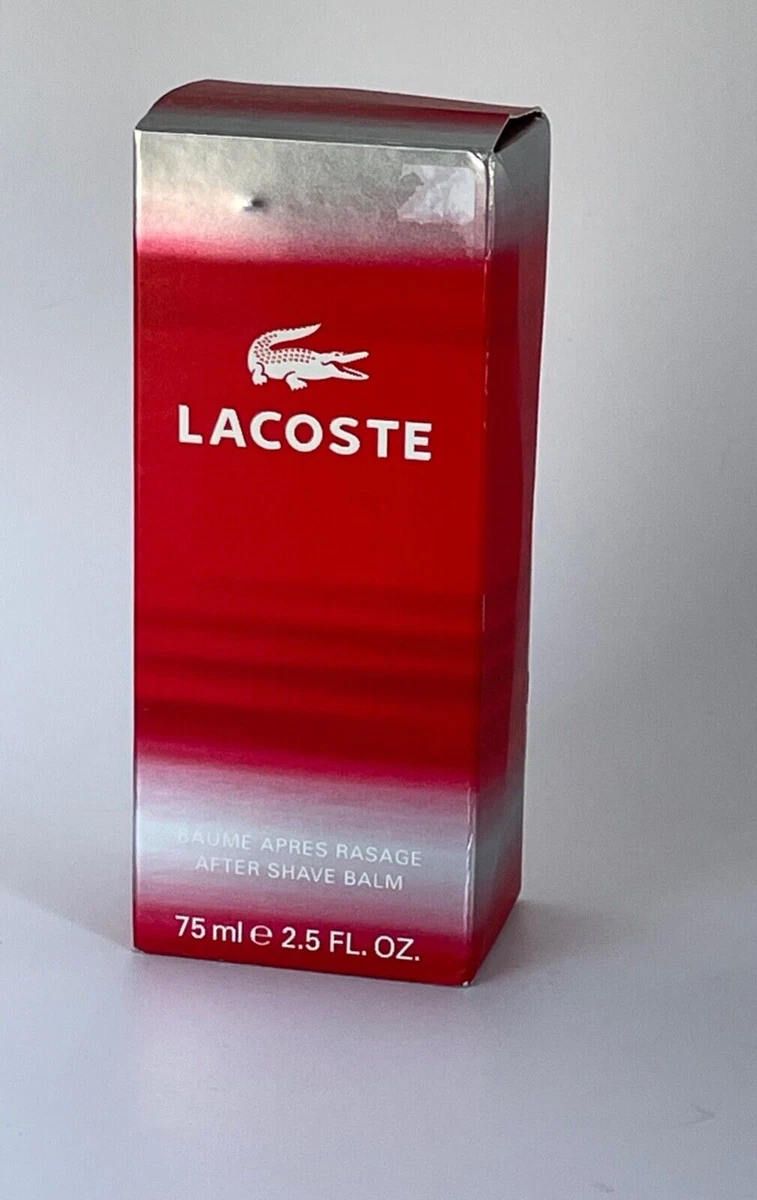 LACOSTE
BAUME APRES RASAGE
AFTER SHAVE BALM
75 ml ℮ 2.5 FL. OZ.